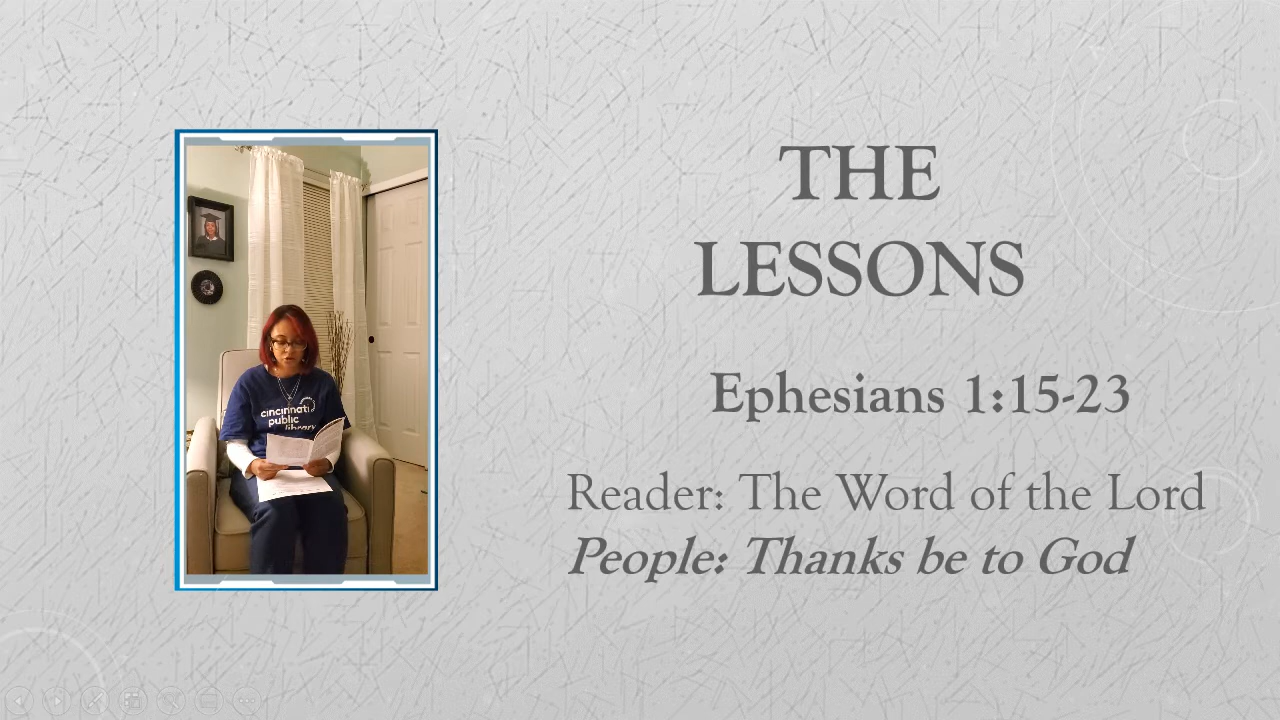 THE
LESSONS
Ephesians 1:15-23
Reader: The Word of the Lord
People: Thanks be to God
cincinnati
public
library